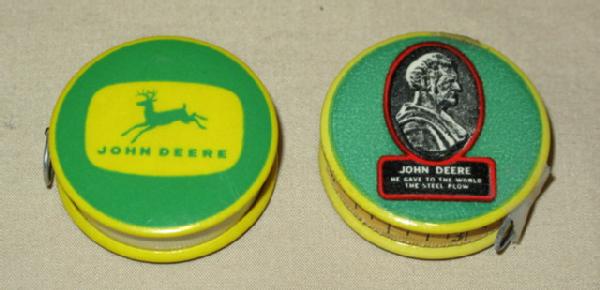 JOHN DEERE
JOHN DEERE
HE GAVE TO THE WORLD
THE STEEL PLOW